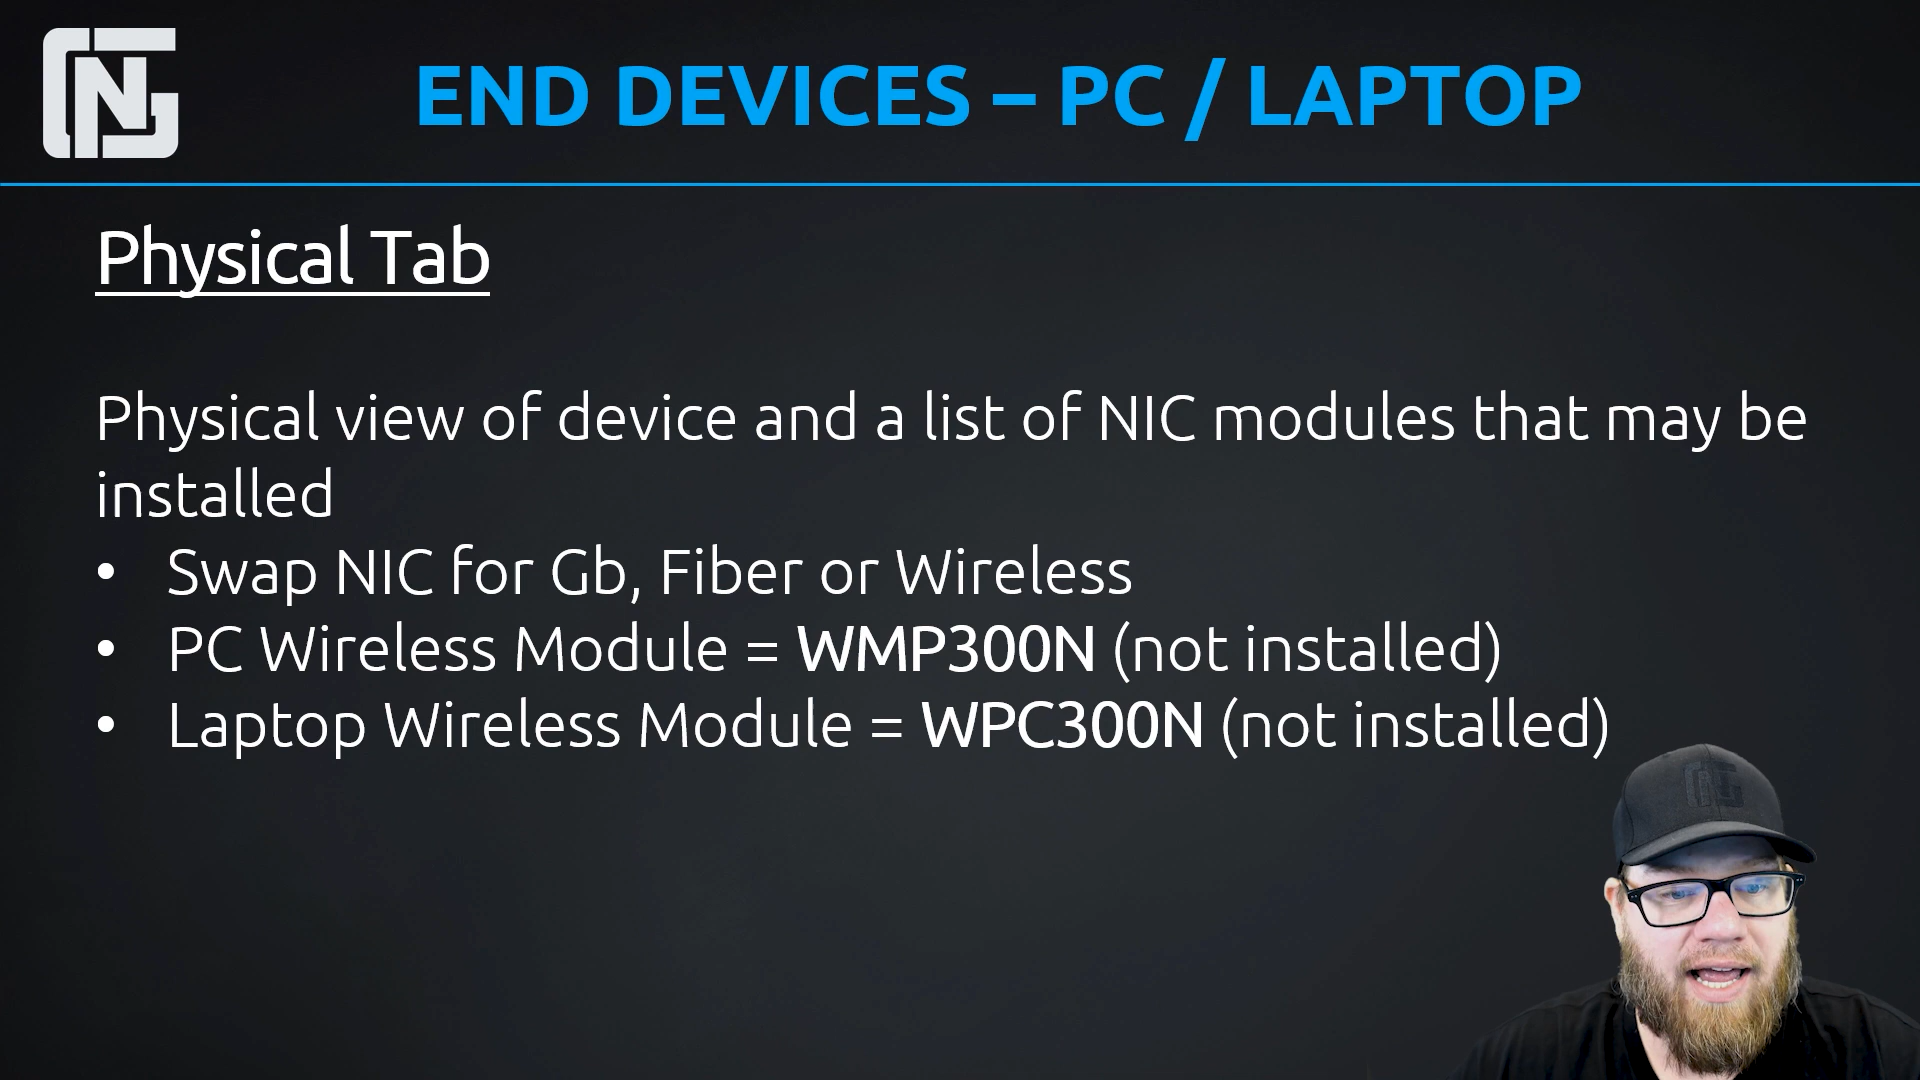 END DEVICES – PC / LAPTOP
Physical Tab
Physical view of device and a list of NIC modules that may be
installed
• Swap NIC for Gb, Fiber or Wireless
• PC Wireless Module = WMP300N (not installed)
• Laptop Wireless Module = WPC300N (not installed)